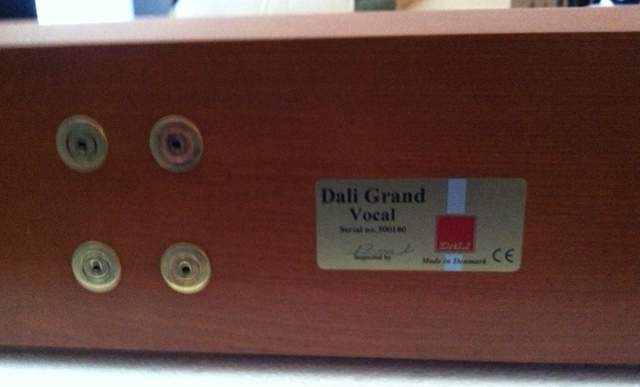 Dali Grand
Vocal
Serial no. 500180
Inspected by
DALI
Made in Denmark CE